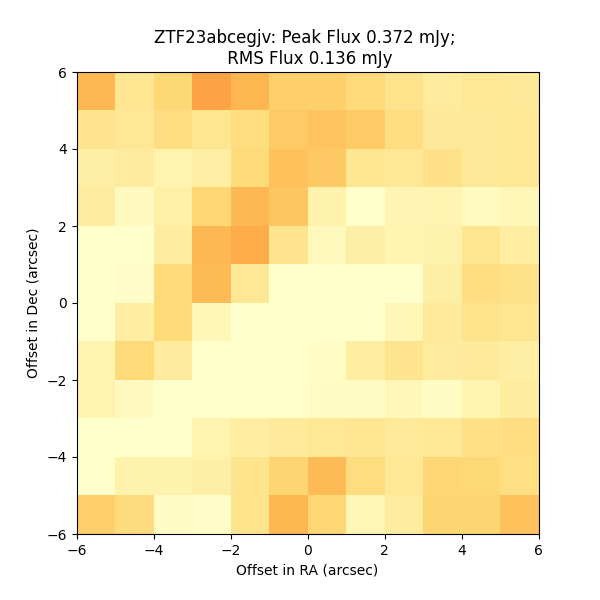 ZTF23abcegjv: Peak Flux 0.372 mJy;
RMS Flux 0.136 mJy
6
4
2
0
−2
−4
−6
Offset in Dec (arcsec)
−6 −4 −2 0 2 4 6
Offset in RA (arcsec)